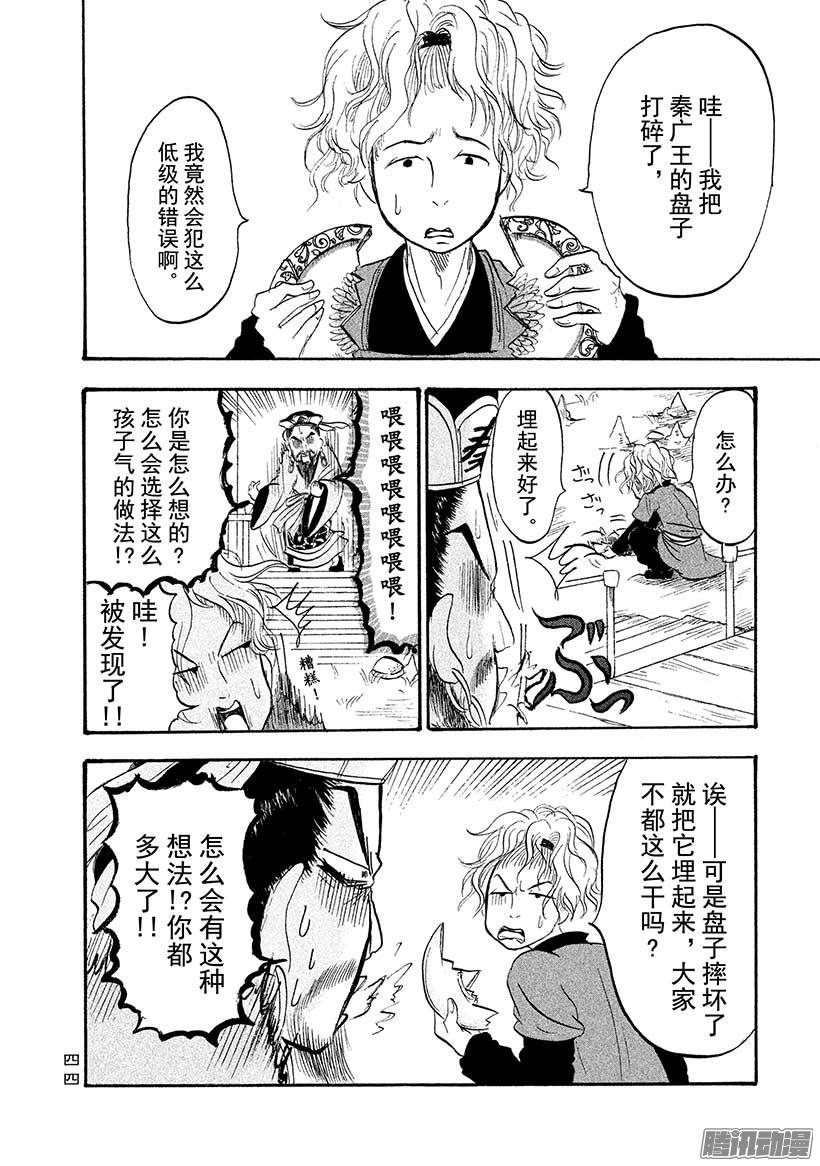 哇——我把
秦广王的盘子
打碎了，
我竟然会犯这么
低级的错误啊。
怎么办？
埋起来好了。
ぶるっ
喂喂喂喂喂喂喂喂！
你是怎么想的？
怎么会选择这么
孩子气的做法!?
糟糕！
哇！
被发现了!!
诶——可是盘子摔坏了
就把它埋起来，大家
不都这么干吗？
怎么会有这种
想法!?你都
多大了!!
四四
腾讯动漫